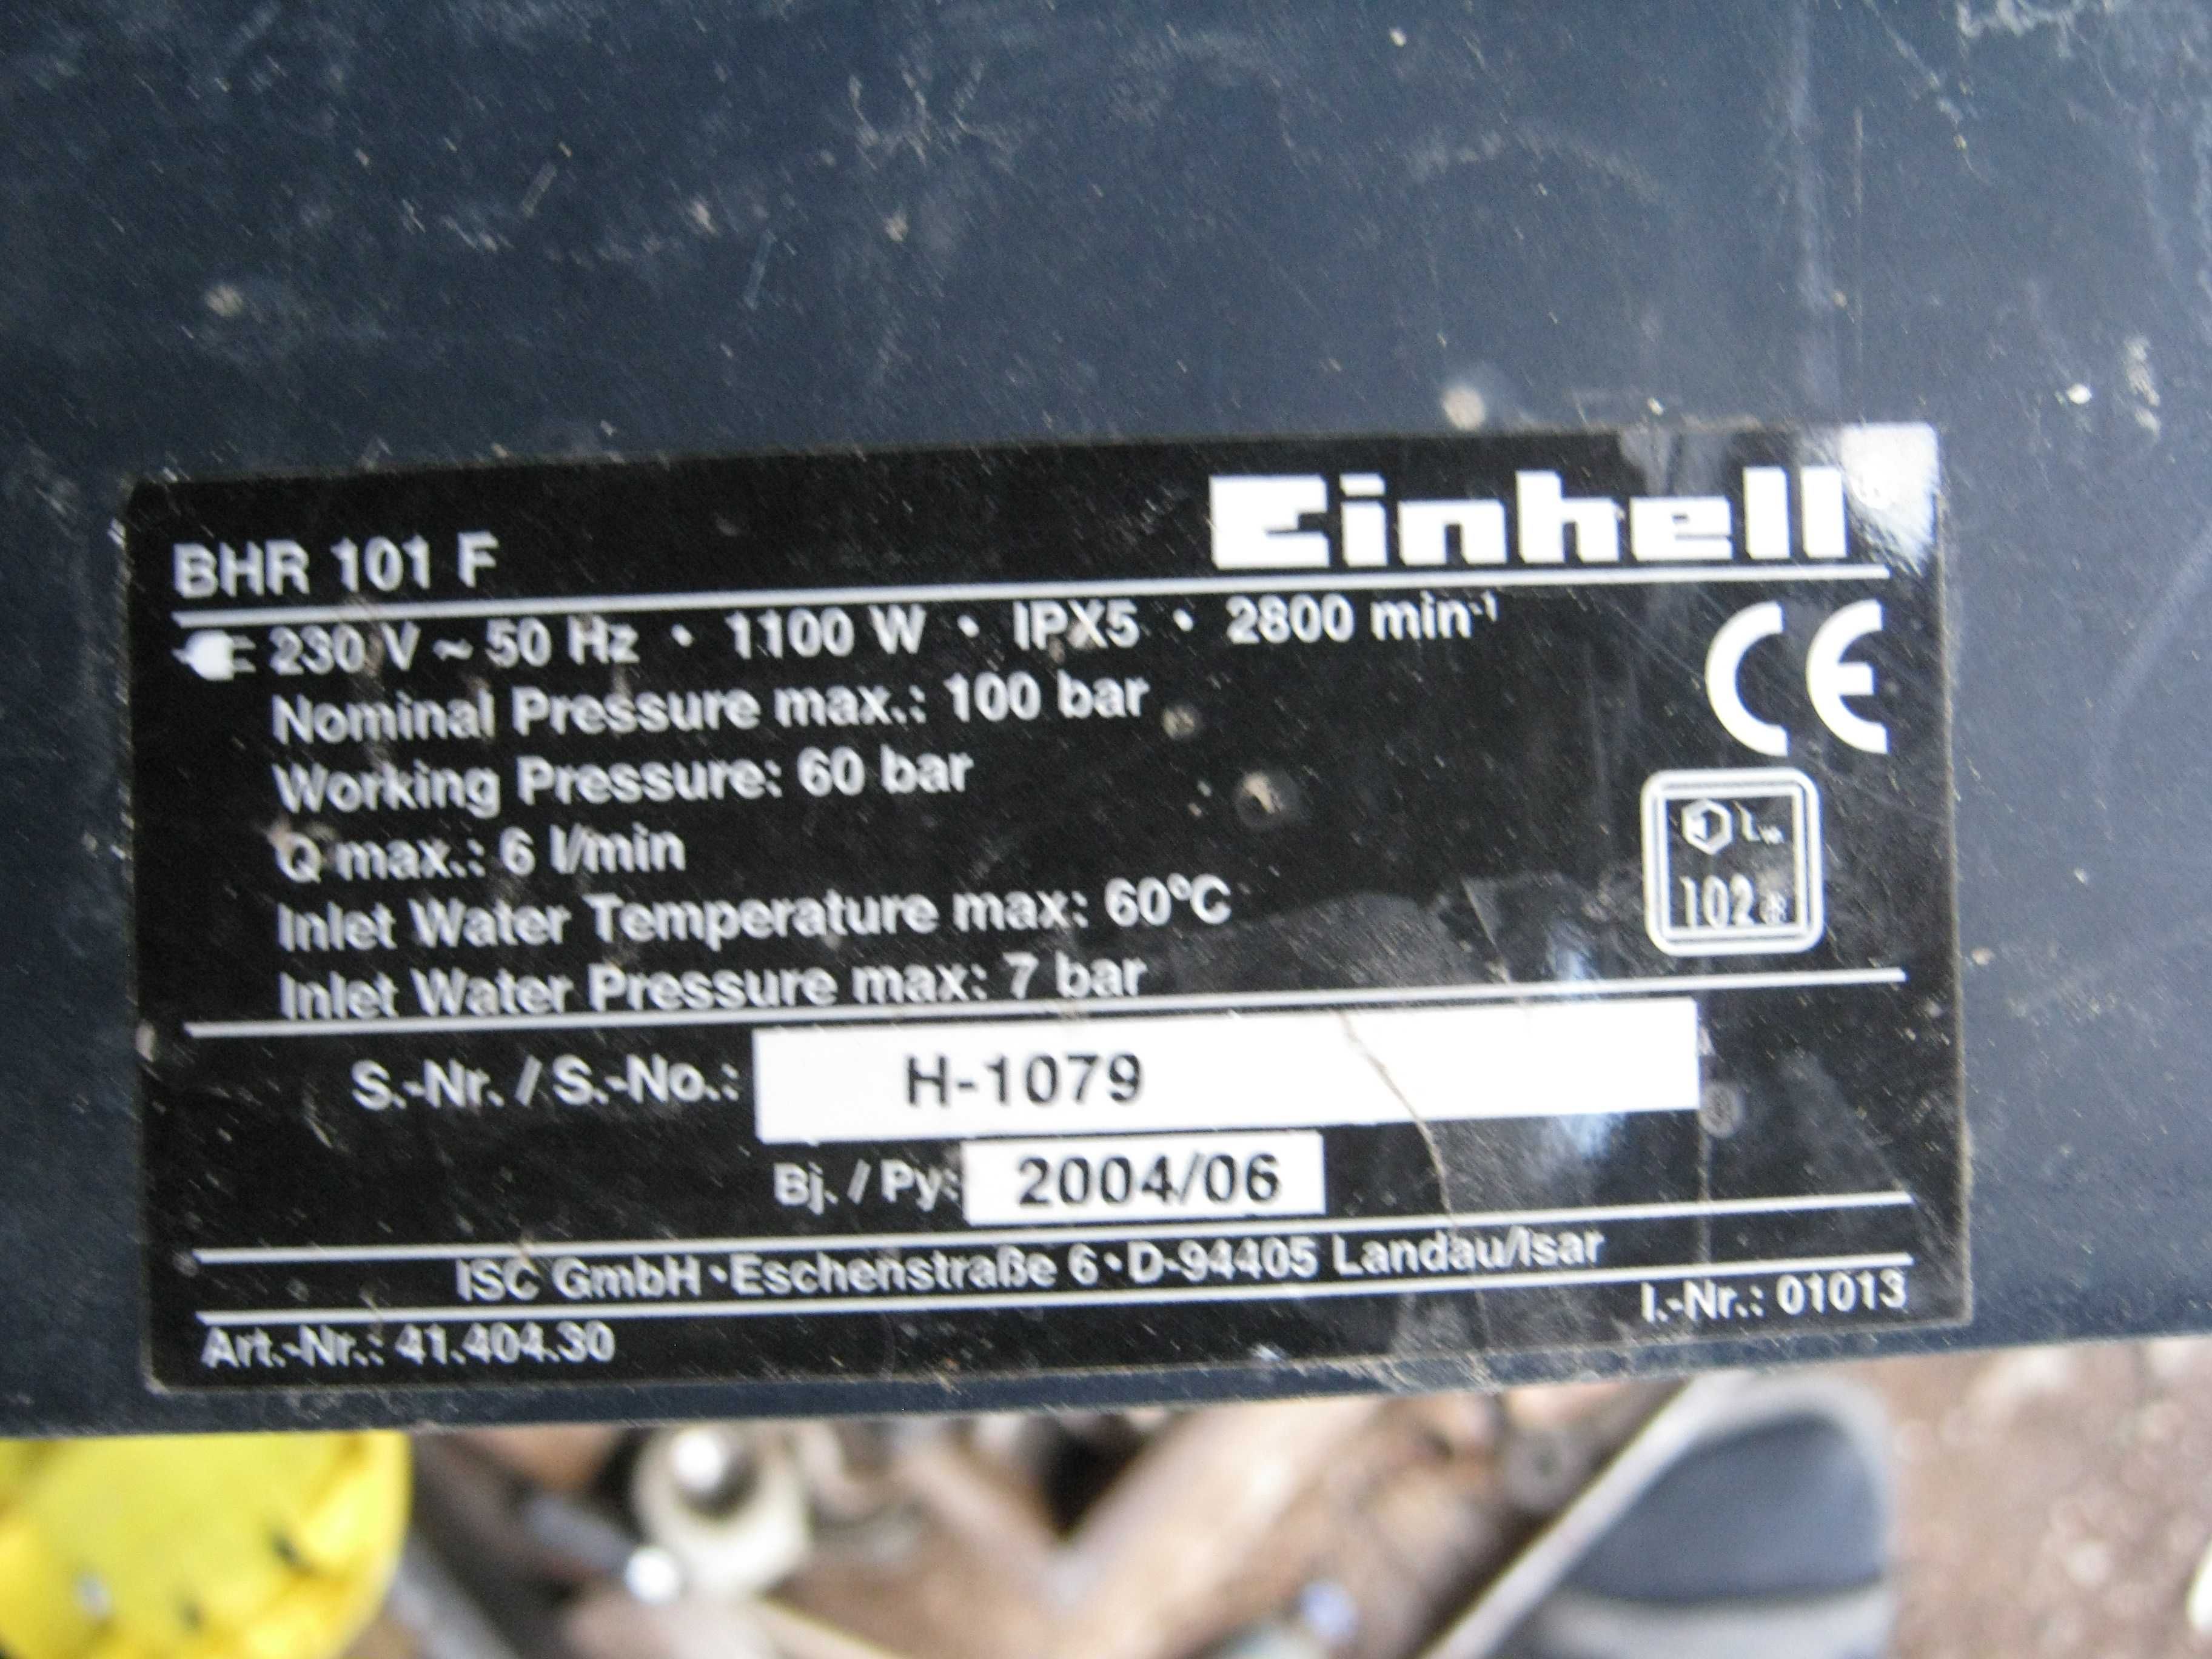 Einhell
BHR 101 F
230 V ~ 50 Hz • 1100 W • IPX5 • 2800 min⁻¹
CE
Nominal Pressure max.: 100 bar
Working Pressure: 60 bar
Q max.: 6 l/min
Inlet Water Temperature max: 60°C
Inlet Water Pressure max: 7 bar
102 dB
S.-Nr. / S.-No.: H-1079
Bj. / Py: 2004/06
ISC GmbH • Eschenstraße 6 • D-94405 Landau/Isar
Art.-Nr.: 41.404.30
I.-Nr.: 01013